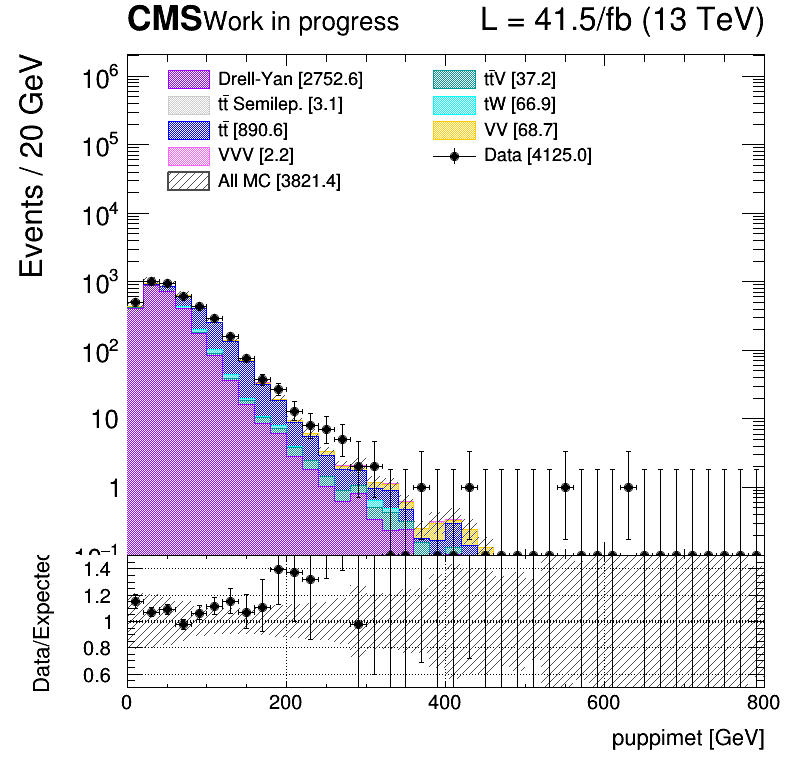 CMS Work in progress L = 41.5/fb (13 TeV)
Events / 20 GeV
Drell-Yan [2752.6]
tt̄ Semilep. [3.1]
tt̄ [890.6]
VVV [2.2]
All MC [3821.4]
tt̄V [37.2]
tW [66.9]
VV [68.7]
Data [4125.0]
10⁶
10⁵
10⁴
10³
10²
10
1
10⁻¹
Data/Expected
1.4
1.2
1
0.8
0.6
0 200 400 600 800
puppimet [GeV]